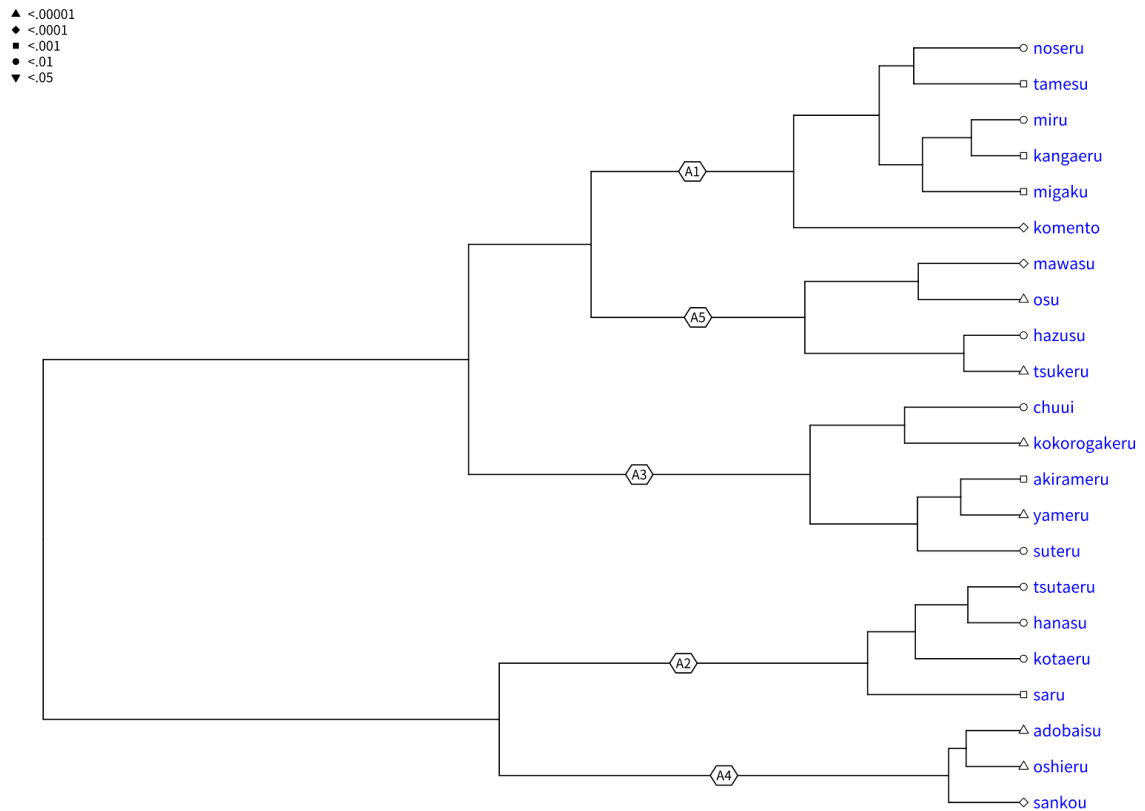 <.00001
<.0001
<.001
<.01
<.05
noseru
tamesu
miru
kangaeru
A1
migaku
komento
mawasu
osu
A5
hazusu
tsukeru
chuui
kokorogakeru
A3
akirameru
yameru
suteru
tsutaeru
hanasu
kotaeru
A2
saru
adobaisu
oshieru
A4
sankou